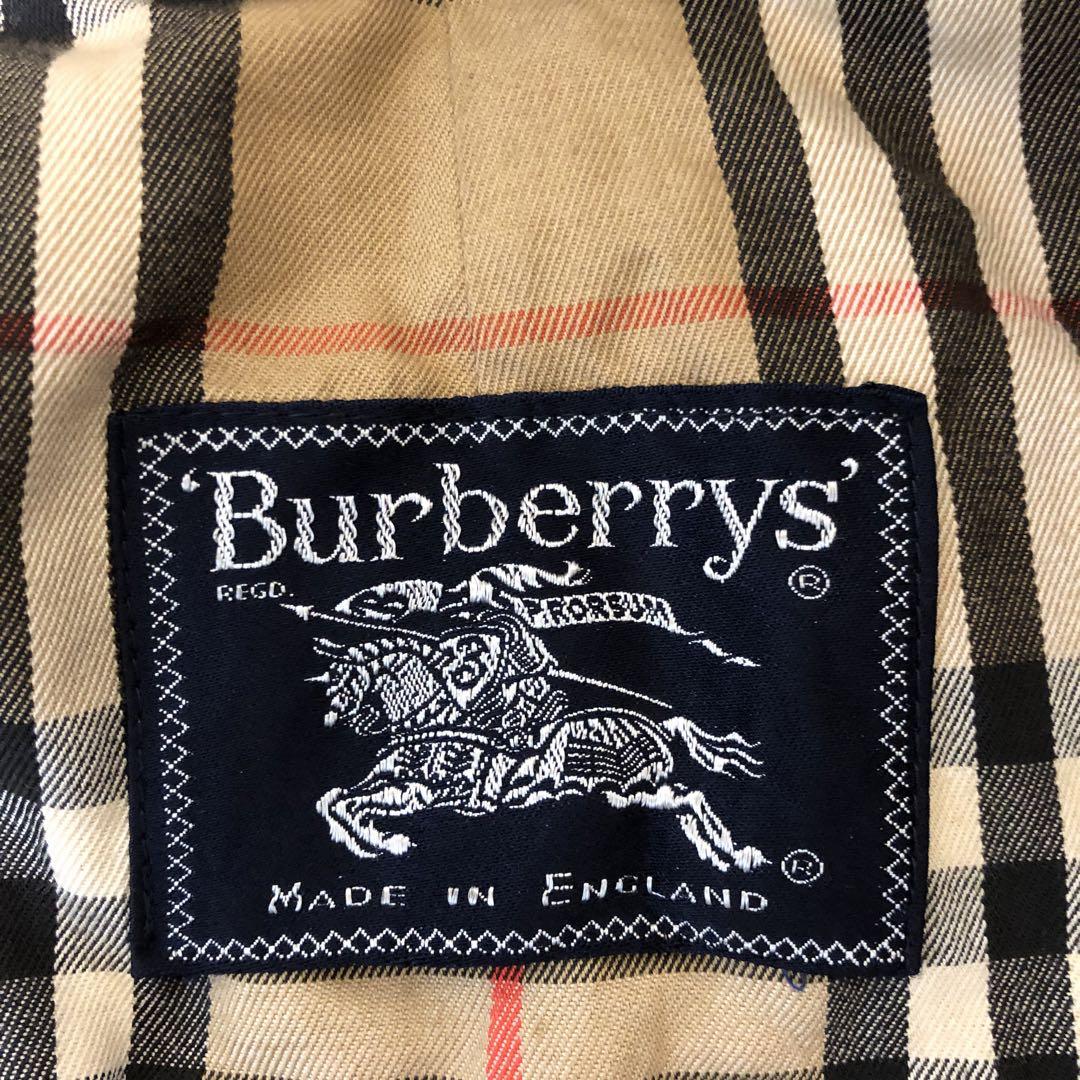 'Burberrys'
REGD. ®
PRORSUM
®
MADE IN ENGLAND